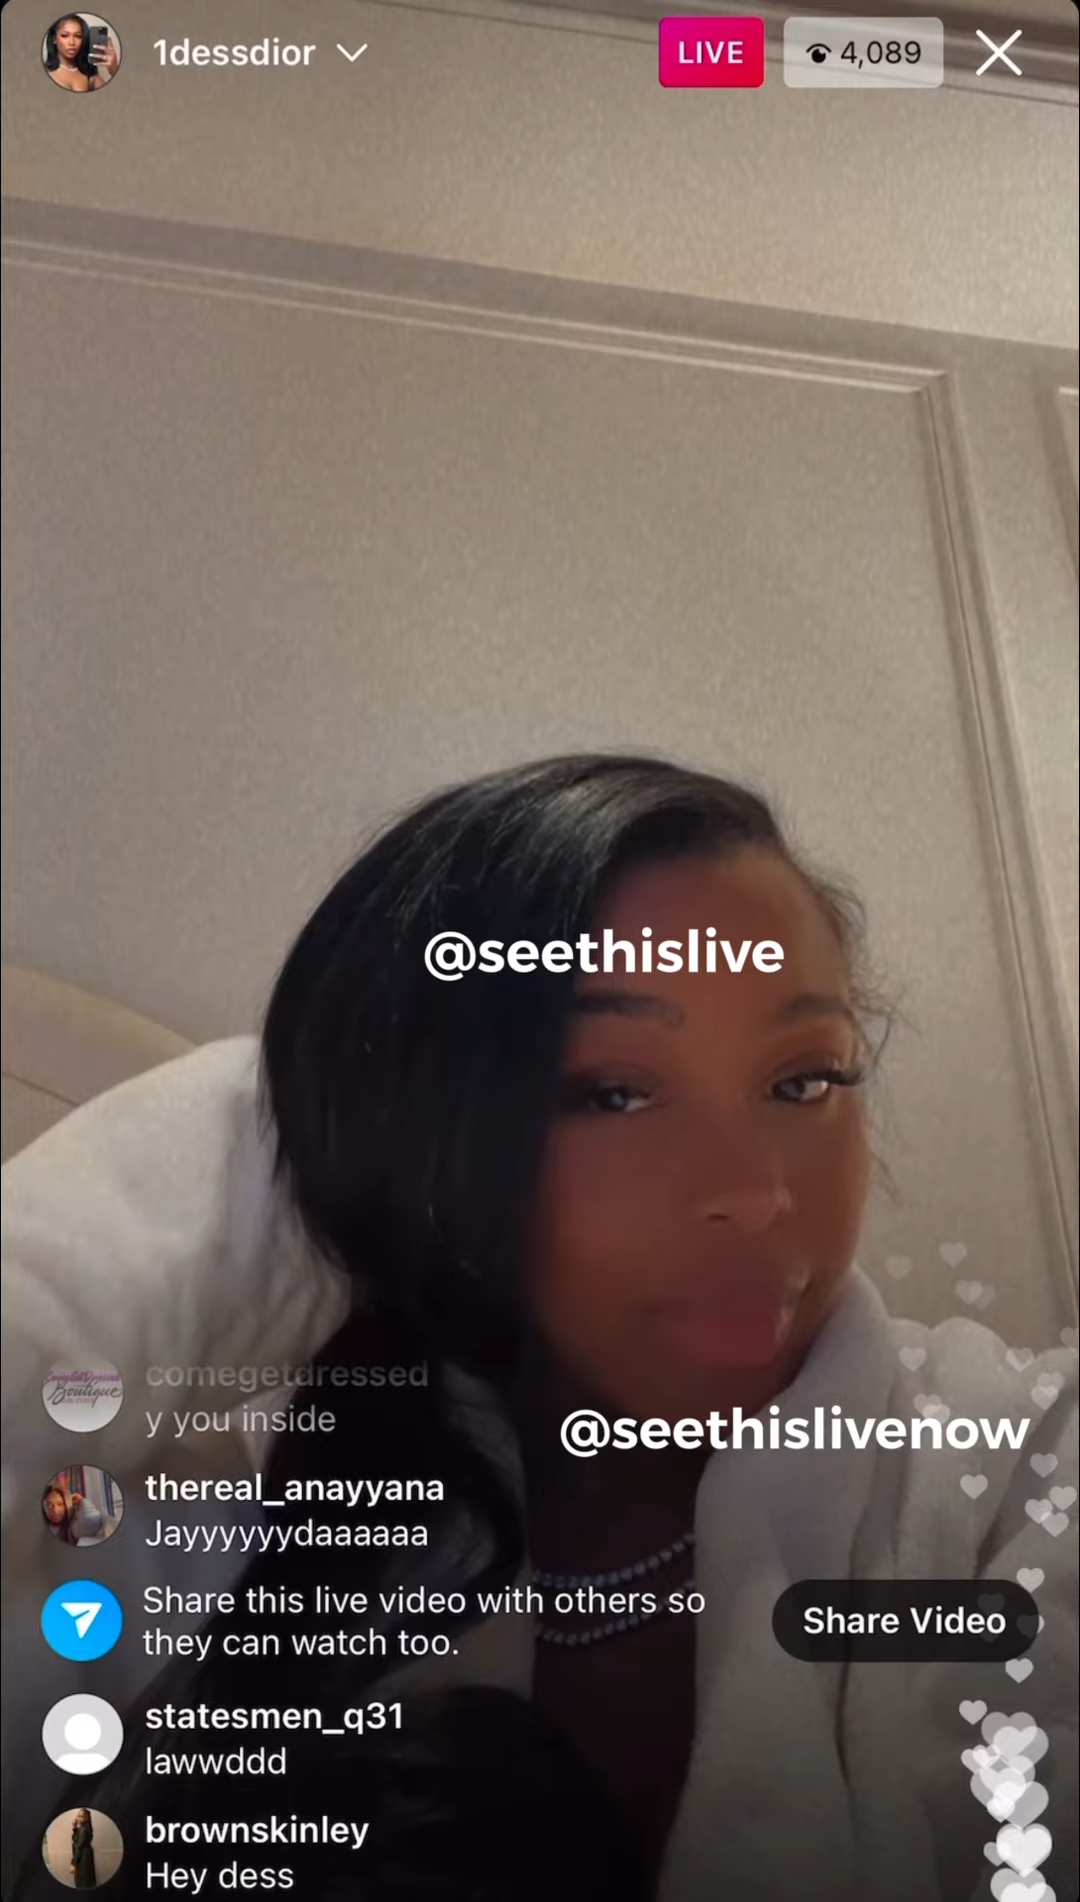 1dessdior
LIVE
4,089
@seethislive
comegetdressed
y you inside
@seethislivenow
Boutique
thereal_anayyana
Jayyyyyydaaaaaa
Share this live video with others so
they can watch too.
Share Video
statesmen_q31
lawwddd
brownskinley
Hey dess